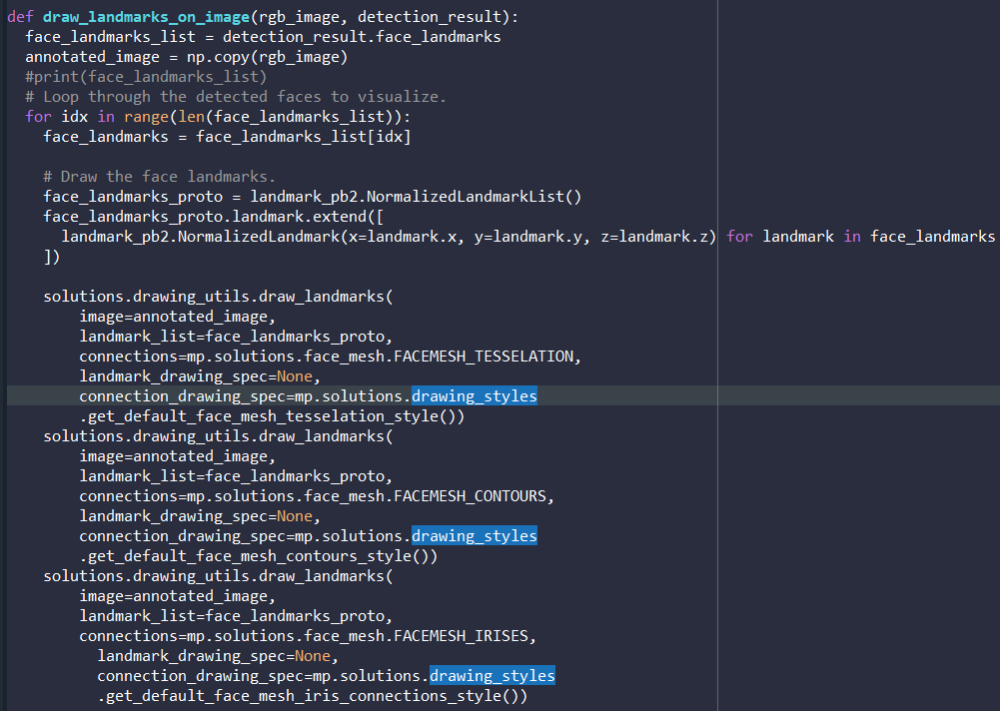 def draw_landmarks_on_image(rgb_image, detection_result):
  face_landmarks_list = detection_result.face_landmarks
  annotated_image = np.copy(rgb_image)
  #print(face_landmarks_list)
  # Loop through the detected faces to visualize.
  for idx in range(len(face_landmarks_list)):
    face_landmarks = face_landmarks_list[idx]

    # Draw the face landmarks.
    face_landmarks_proto = landmark_pb2.NormalizedLandmarkList()
    face_landmarks_proto.landmark.extend([
      landmark_pb2.NormalizedLandmark(x=landmark.x, y=landmark.y, z=landmark.z) for landmark in face_landmarks
    ])

    solutions.drawing_utils.draw_landmarks(
        image=annotated_image,
        landmark_list=face_landmarks_proto,
        connections=mp.solutions.face_mesh.FACEMESH_TESSELATION,
        landmark_drawing_spec=None,
        connection_drawing_spec=mp.solutions.drawing_styles
        .get_default_face_mesh_tesselation_style())
    solutions.drawing_utils.draw_landmarks(
        image=annotated_image,
        landmark_list=face_landmarks_proto,
        connections=mp.solutions.face_mesh.FACEMESH_CONTOURS,
        landmark_drawing_spec=None,
        connection_drawing_spec=mp.solutions.drawing_styles
        .get_default_face_mesh_contours_style())
    solutions.drawing_utils.draw_landmarks(
        image=annotated_image,
        landmark_list=face_landmarks_proto,
        connections=mp.solutions.face_mesh.FACEMESH_IRISES,
          landmark_drawing_spec=None,
          connection_drawing_spec=mp.solutions.drawing_styles
          .get_default_face_mesh_iris_connections_style())